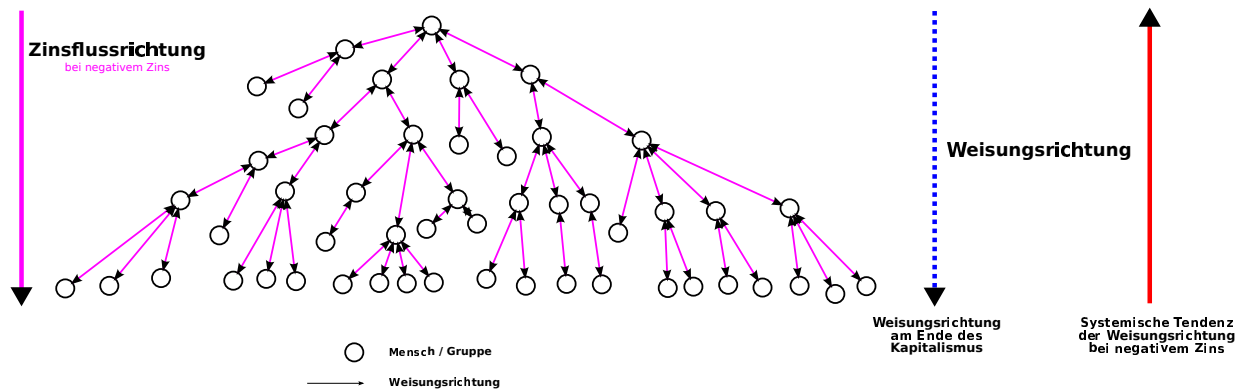 Zinsflussrichtung
bei negativem Zins
Weisungsrichtung
Weisungsrichtung
am Ende des
Kapitalismus
Systemische Tendenz
der Weisungsrichtung
bei negativem Zins
Mensch / Gruppe
Weisungsrichtung